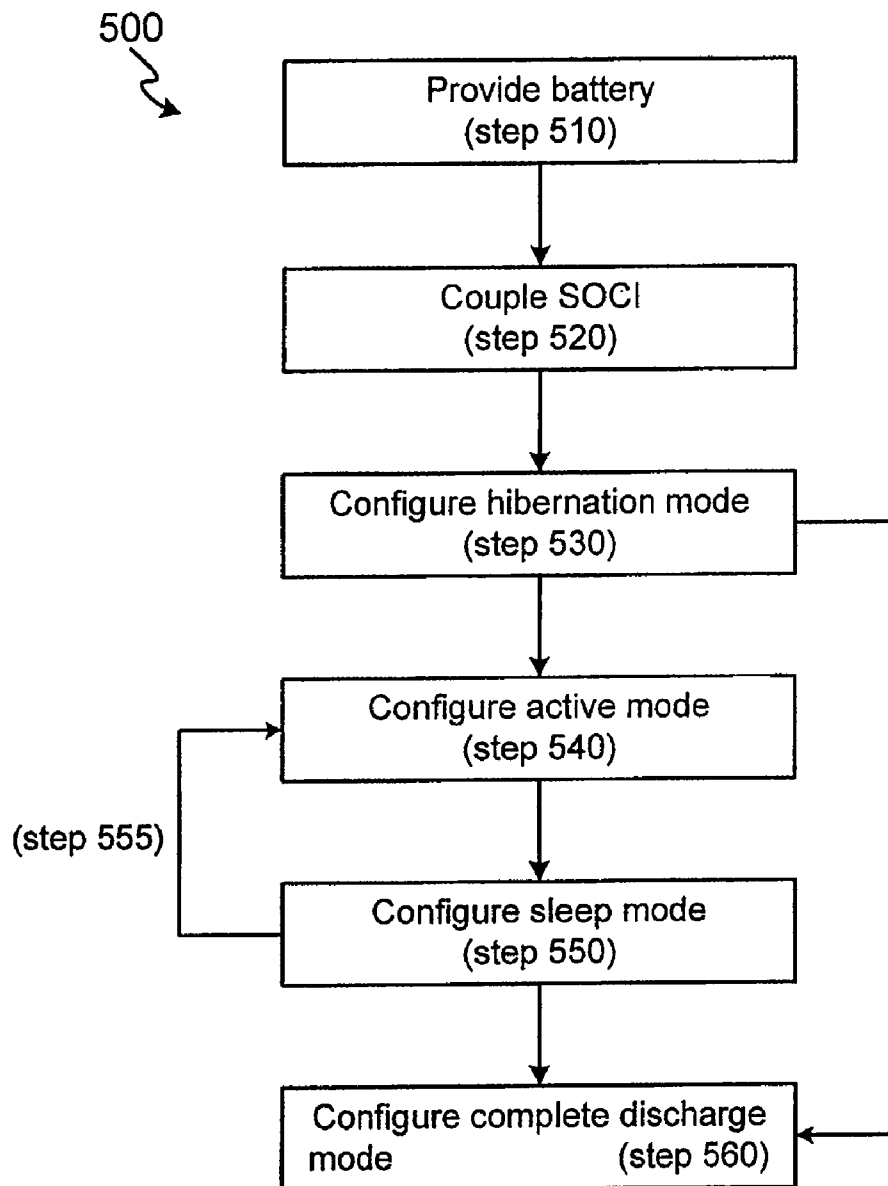 500
Provide battery
(step 510)
Couple SOCI
(step 520)
Configure hibernation mode
(step 530)
Configure active mode
(step 540)
(step 555)
Configure sleep mode
(step 550)
Configure complete discharge
mode (step 560)